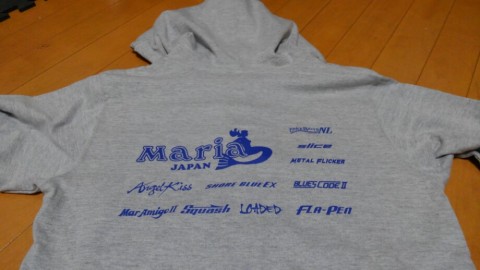 Maria
JAPAN
slice
METAL FLICKER
Angel Kiss SHORE BLUE EX BLUES CODE II
Mar Amigo II Squash LOADED FLA-PEN